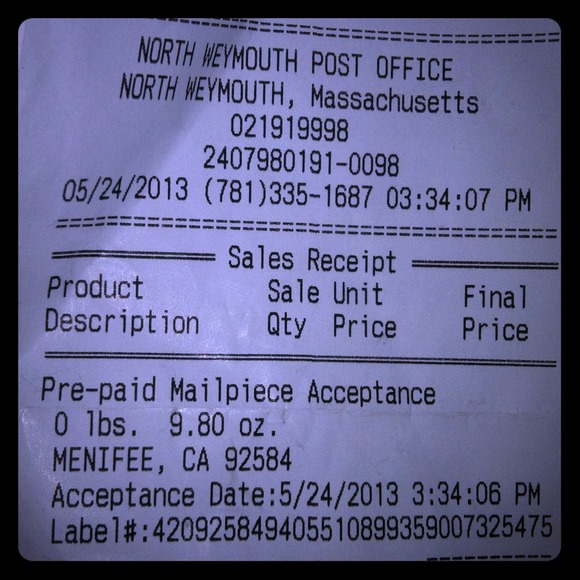 NORTH WEYMOUTH POST OFFICE
NORTH WEYMOUTH, Massachusetts
021919998
2407980191-0098
05/24/2013 (781)335-1687 03:34:07 PM
Sales Receipt
Product Sale Unit Final
Description Qty Price Price
Pre-paid Mailpiece Acceptance
0 lbs. 9.80 oz.
MENIFEE, CA 92584
Acceptance Date:5/24/2013 3:34:06 PM
Label#:420925849405510899359007325475